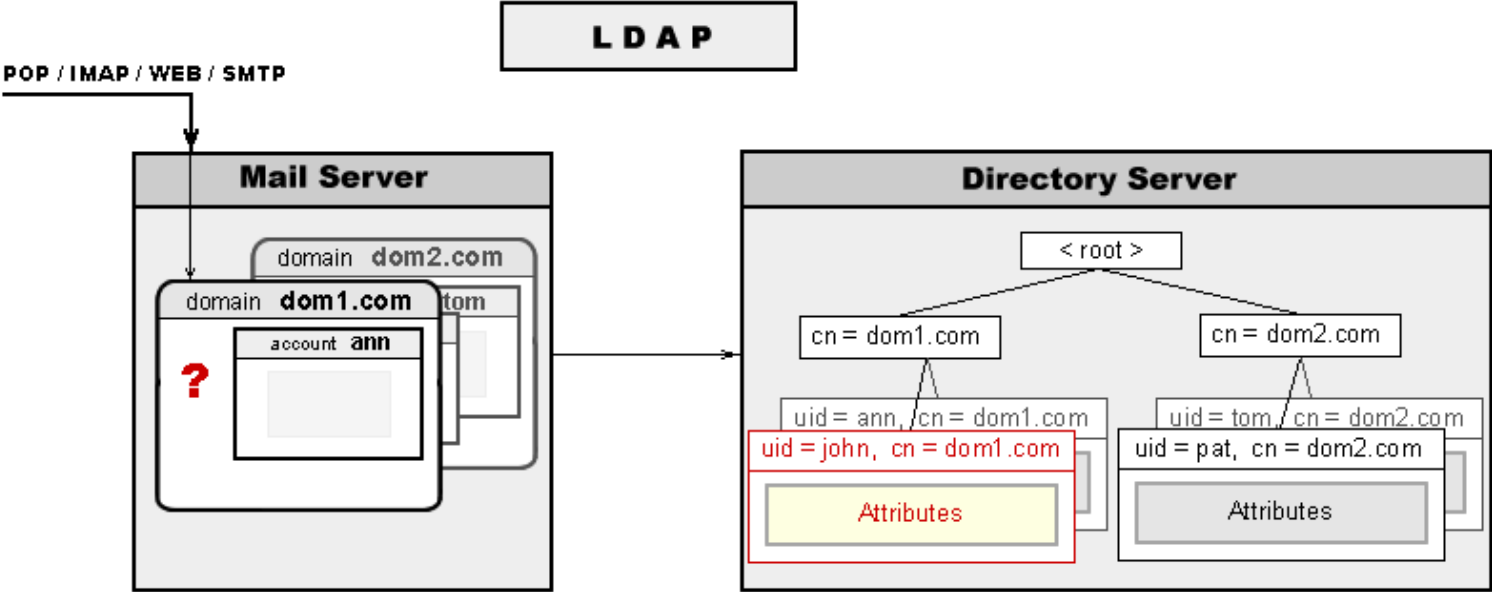 L D A P
POP / IMAP / WEB / SMTP
Mail Server
domain dom2.com
domain dom1.com
tom
account ann
?
Directory Server
< root >
cn = dom1.com
cn = dom2.com
uid = ann, cn = dom1.com
uid = tom, cn = dom2.com
uid = john, cn = dom1.com
uid = pat, cn = dom2.com
Attributes
Attributes